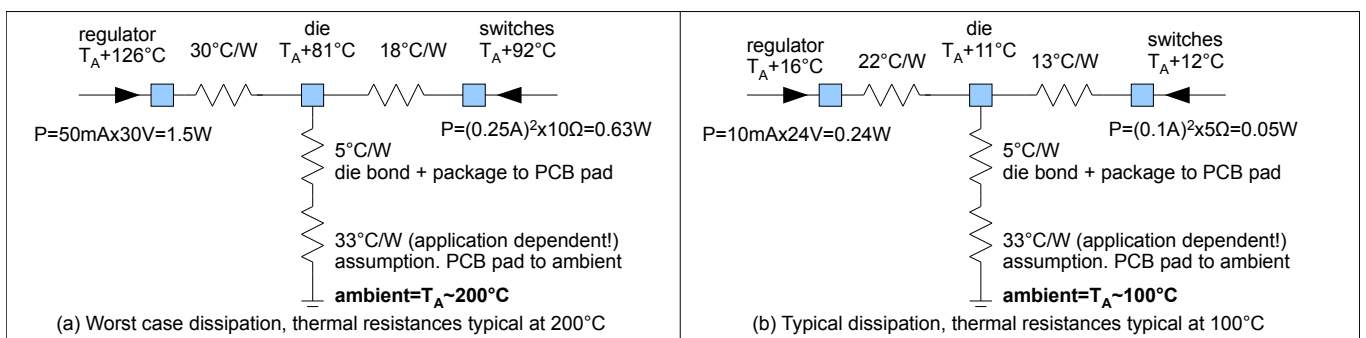 regulator
T_A+126°C
30°C/W
die
T_A+81°C
18°C/W
switches
T_A+92°C
P=50mAx30V=1.5W
P=(0.25A)²x10Ω=0.63W
5°C/W
die bond + package to PCB pad
33°C/W (application dependent!)
assumption. PCB pad to ambient
ambient=T_A~200°C
(a) Worst case dissipation, thermal resistances typical at 200°C
regulator
T_A+16°C
22°C/W
die
T_A+11°C
13°C/W
switches
T_A+12°C
P=10mAx24V=0.24W
P=(0.1A)²x5Ω=0.05W
5°C/W
die bond + package to PCB pad
33°C/W (application dependent!)
assumption. PCB pad to ambient
ambient=T_A~100°C
(b) Typical dissipation, thermal resistances typical at 100°C